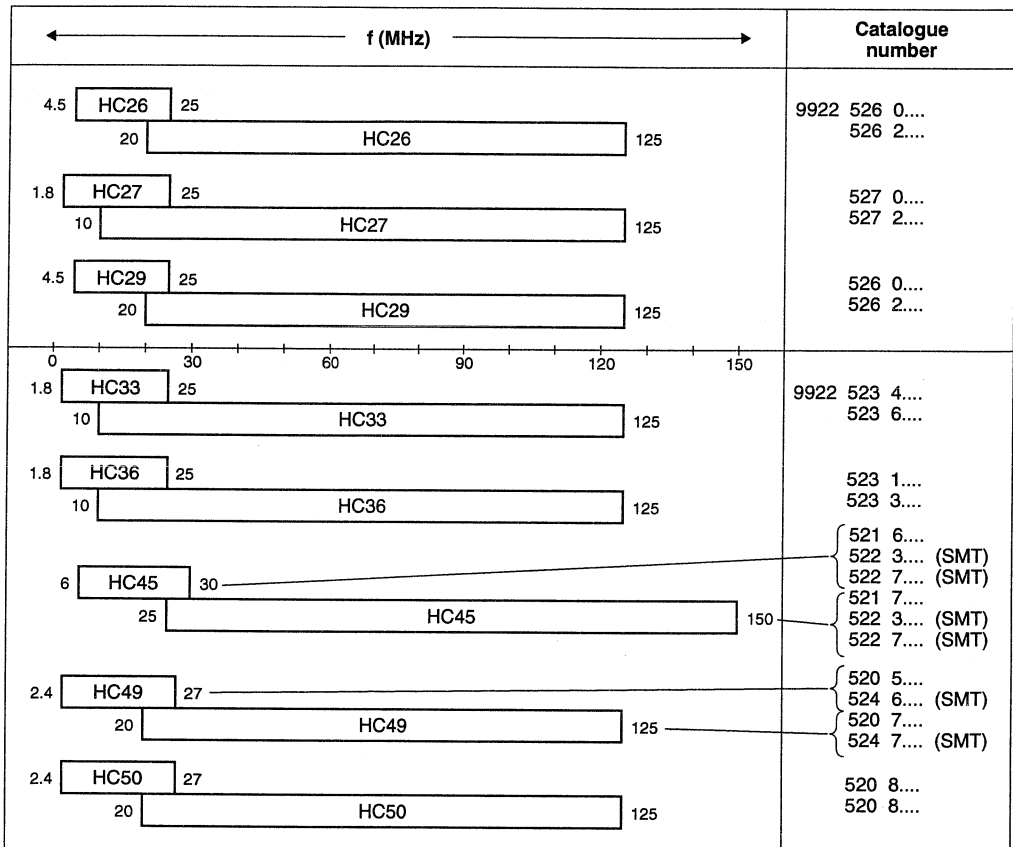 f (MHz) Catalogue number
4.5 HC26 25 9922 526 0....
20 HC26 125 526 2....
1.8 HC27 25 527 0....
10 HC27 125 527 2....
4.5 HC29 25 526 0....
20 HC29 125 526 2....
0 30 60 90 120 150
1.8 HC33 25 9922 523 4....
10 HC33 125 523 6....
1.8 HC36 25 523 1....
10 HC36 125 523 3....
521 6....
522 3.... (SMT)
6 HC45 30 522 7.... (SMT)
521 7....
25 HC45 150 522 3.... (SMT)
522 7.... (SMT)
520 5....
2.4 HC49 27 524 6.... (SMT)
520 7....
20 HC49 125 524 7.... (SMT)
2.4 HC50 27 520 8....
20 HC50 125 520 8....